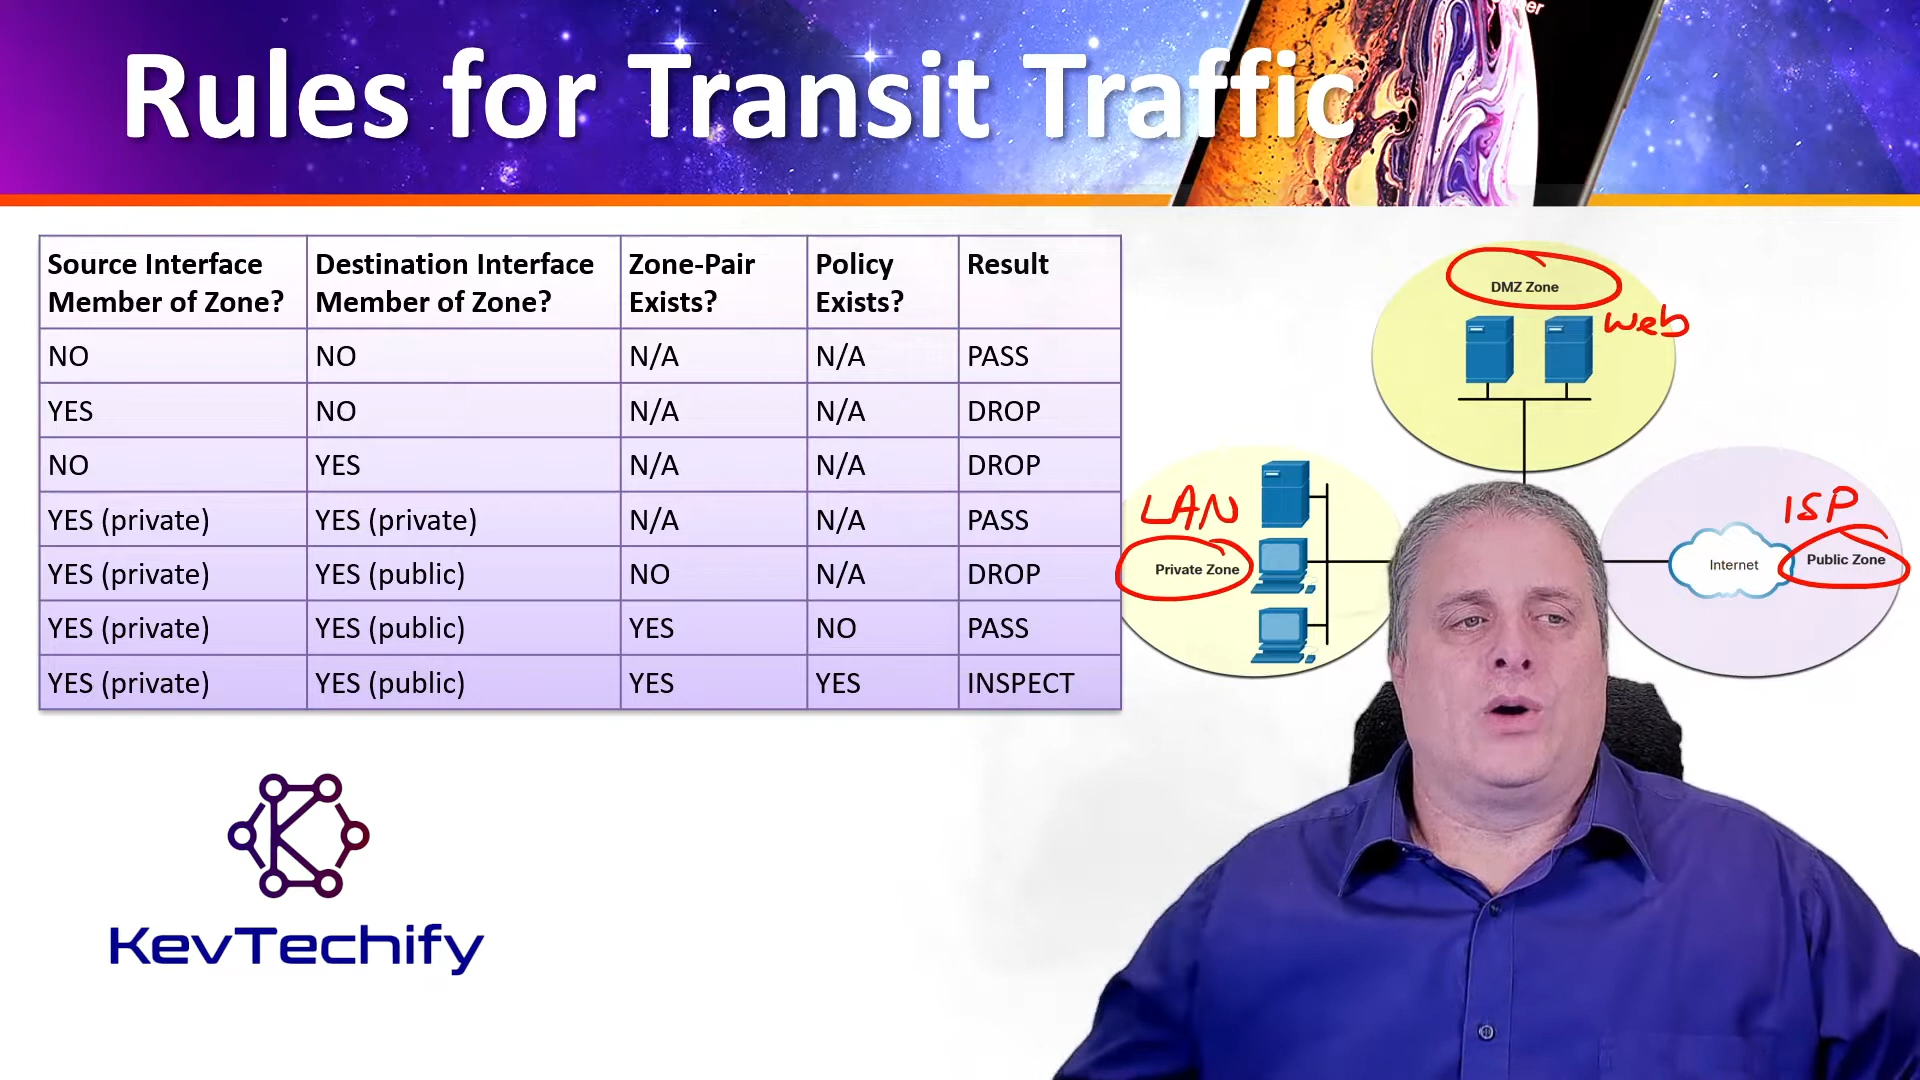 Rules for Transit Traffic
Source Interface Member of Zone? Destination Interface Member of Zone? Zone-Pair Exists? Policy Exists? Result
NO NO N/A N/A PASS
YES NO N/A N/A DROP
NO YES N/A N/A DROP
YES (private) YES (private) N/A N/A PASS
YES (private) YES (public) NO N/A DROP
YES (private) YES (public) YES NO PASS
YES (private) YES (public) YES YES INSPECT
DMZ Zone
web
LAN
Private Zone
ISP
Internet
Public Zone
KevTechify